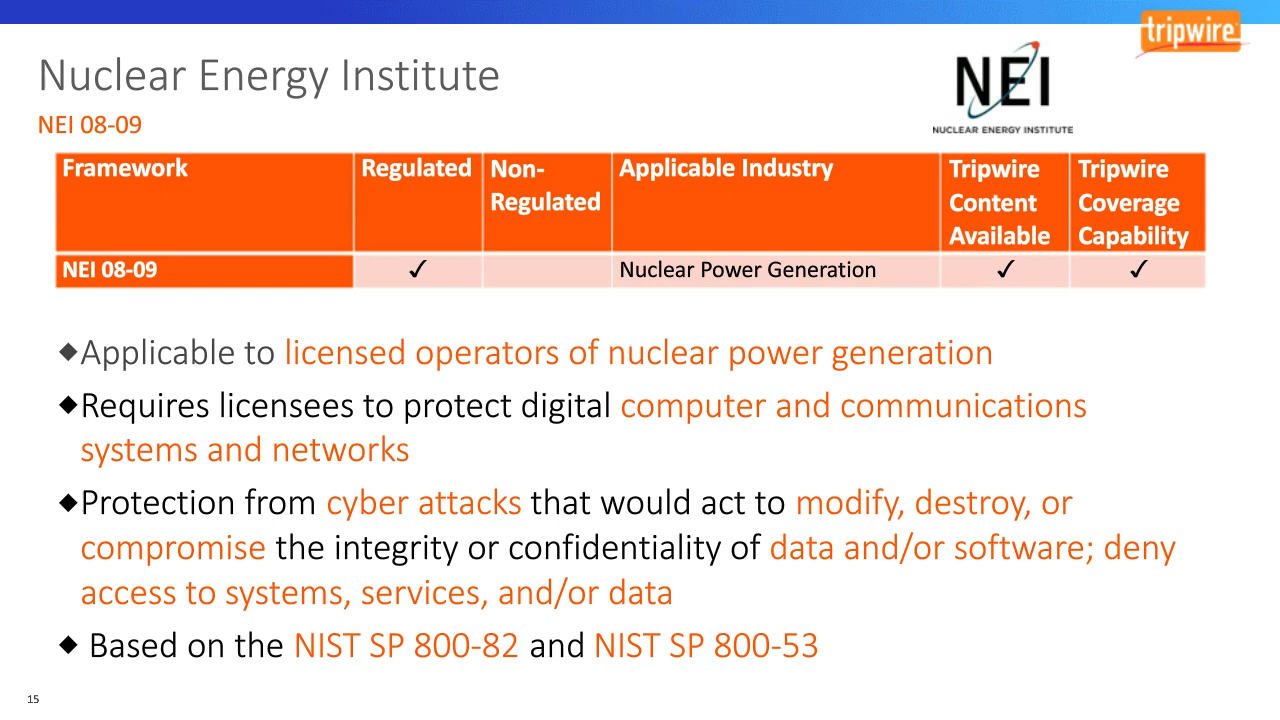 tripwire
Nuclear Energy Institute
NEI
NUCLEAR ENERGY INSTITUTE
NEI 08-09
Framework Regulated Non-Regulated Applicable Industry Tripwire Content Available Tripwire Coverage Capability
NEI 08-09 ✓ Nuclear Power Generation ✓ ✓
◆Applicable to licensed operators of nuclear power generation
◆Requires licensees to protect digital computer and communications
systems and networks
◆Protection from cyber attacks that would act to modify, destroy, or
compromise the integrity or confidentiality of data and/or software; deny
access to systems, services, and/or data
◆ Based on the NIST SP 800-82 and NIST SP 800-53
15